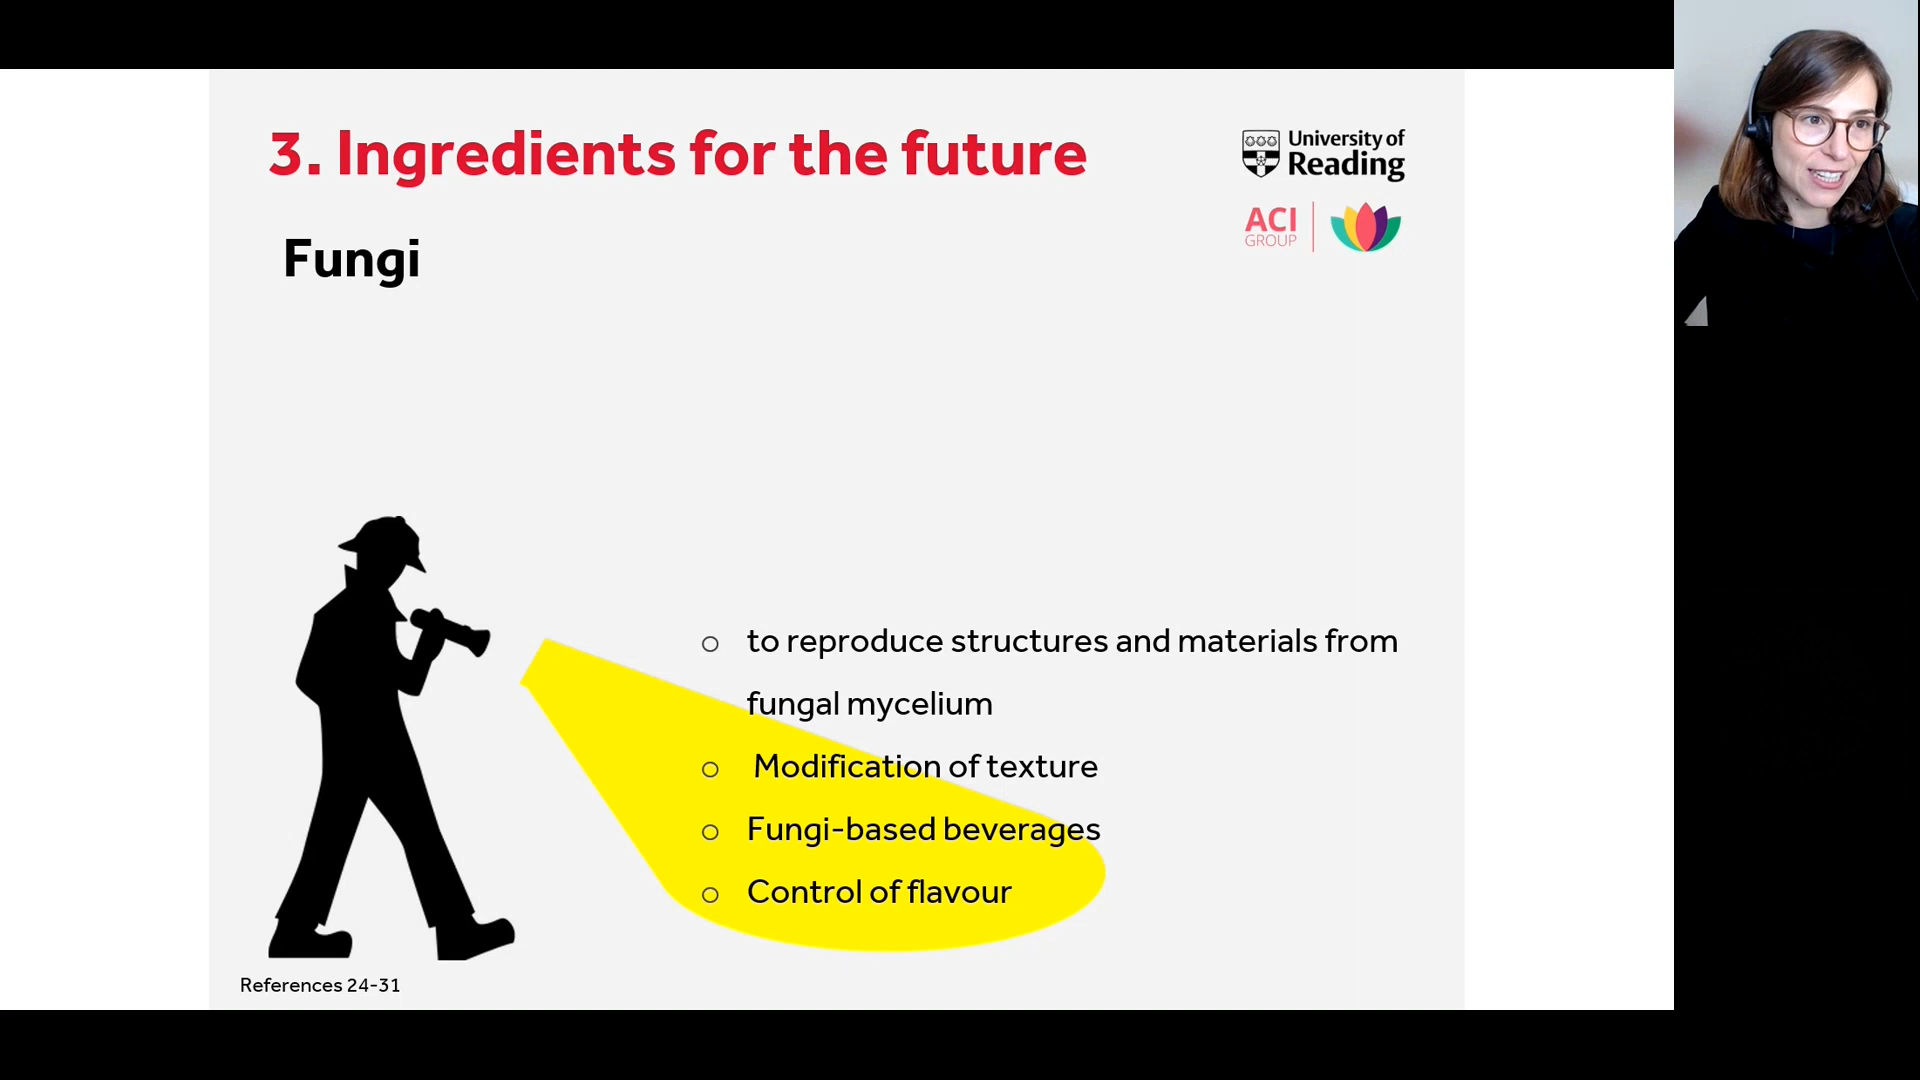 3. Ingredients for the future
University of
Reading
ACI
GROUP
Fungi
○ to reproduce structures and materials from
fungal mycelium
○ Modification of texture
○ Fungi-based beverages
○ Control of flavour
References 24-31